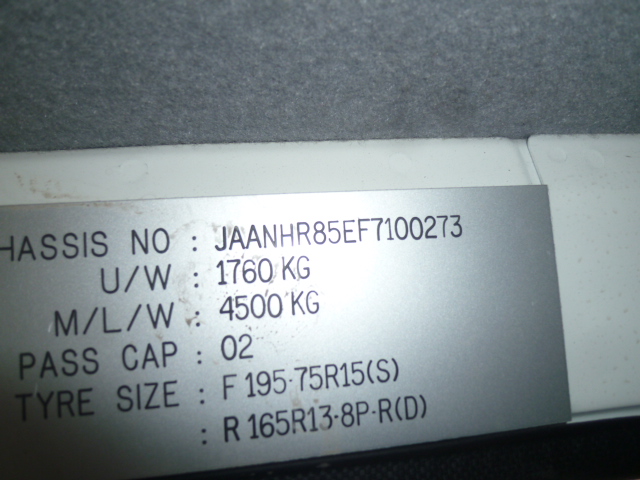 HASSIS NO : JAANHR85EF7100273
U/W : 1760 KG
M/L/W : 4500 KG
PASS CAP : 02
TYRE SIZE : F 195-75R15(S)
: R 165R13-8P-R(D)